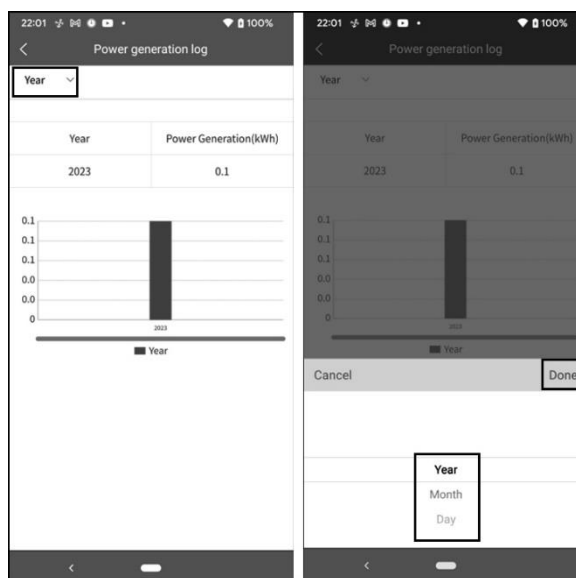 22:01 100%
Power generation log
Year
Year Power Generation(kWh)
2023 0.1
0.1
0.1
0.1
0.0
0.0
0
2023
Year
22:01 100%
Power generation log
Year
Year Power Generation(kWh)
2023 0.1
0.1
0.1
0.1
0.0
0.0
0
2023
Year
Cancel Done
Year
Month
Day